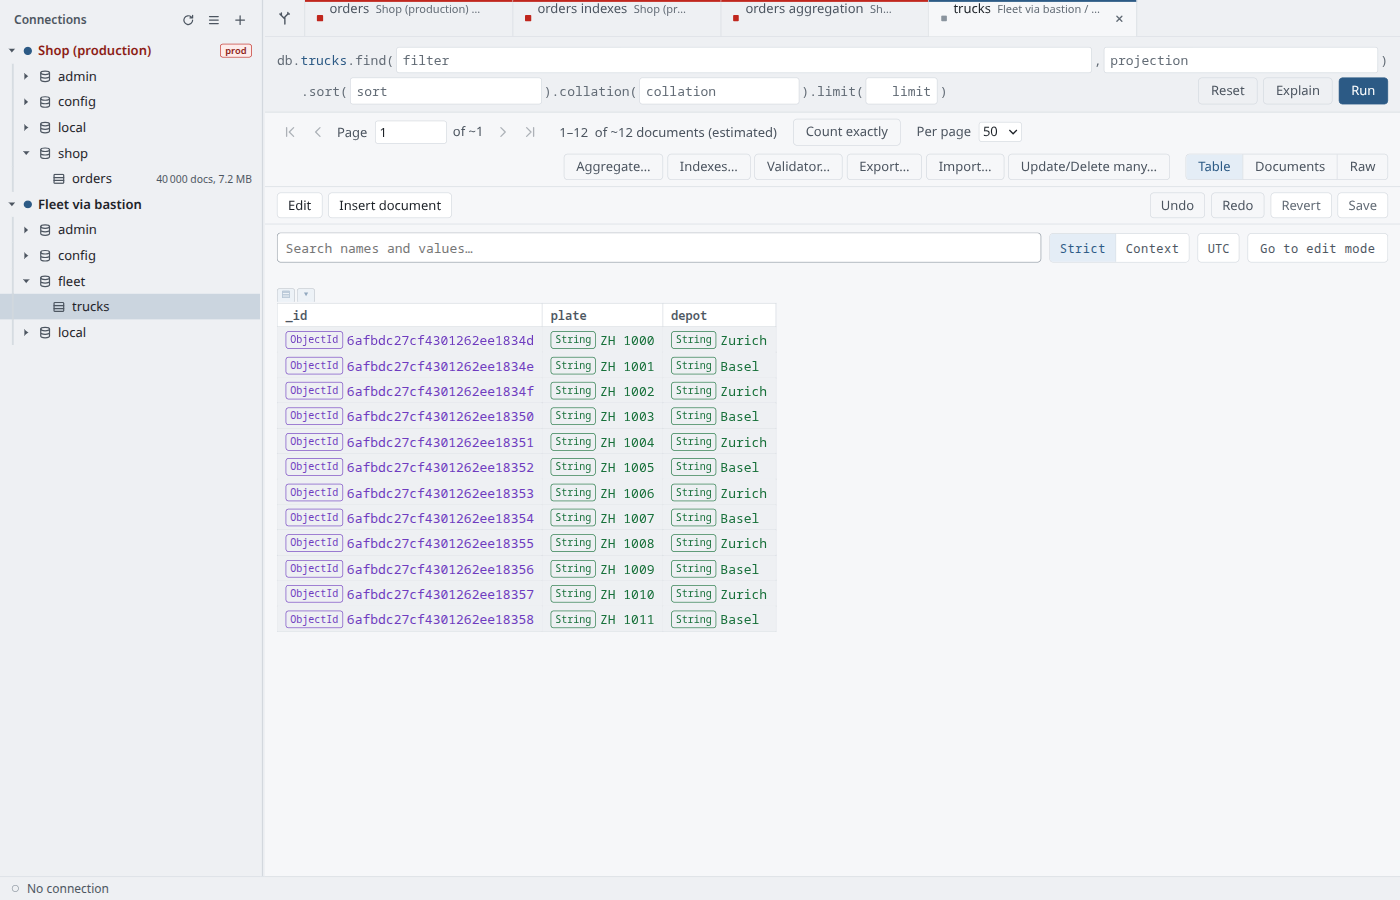 Connections
Shop (production) prod
admin
config
local
shop
orders 40 000 docs, 7.2 MB
Fleet via bastion
admin
config
fleet
trucks
local
orders Shop (production) ...
orders indexes Shop (pr...
orders aggregation Sh...
trucks Fleet via bastion / ... ×
db.trucks.find( filter , projection )
.sort( sort ).collation( collation ).limit( limit )
Reset Explain Run
Page 1 of ~1 1–12 of ~12 documents (estimated) Count exactly Per page 50
Aggregate… Indexes… Validator… Export… Import… Update/Delete many… Table Documents Raw
Edit Insert document Undo Redo Revert Save
Search names and values… Strict Context UTC Go to edit mode
_id plate depot
ObjectId 6afbdc27cf4301262ee1834d String ZH 1000 String Zurich
ObjectId 6afbdc27cf4301262ee1834e String ZH 1001 String Basel
ObjectId 6afbdc27cf4301262ee1834f String ZH 1002 String Zurich
ObjectId 6afbdc27cf4301262ee18350 String ZH 1003 String Basel
ObjectId 6afbdc27cf4301262ee18351 String ZH 1004 String Zurich
ObjectId 6afbdc27cf4301262ee18352 String ZH 1005 String Basel
ObjectId 6afbdc27cf4301262ee18353 String ZH 1006 String Zurich
ObjectId 6afbdc27cf4301262ee18354 String ZH 1007 String Basel
ObjectId 6afbdc27cf4301262ee18355 String ZH 1008 String Zurich
ObjectId 6afbdc27cf4301262ee18356 String ZH 1009 String Basel
ObjectId 6afbdc27cf4301262ee18357 String ZH 1010 String Zurich
ObjectId 6afbdc27cf4301262ee18358 String ZH 1011 String Basel
No connection